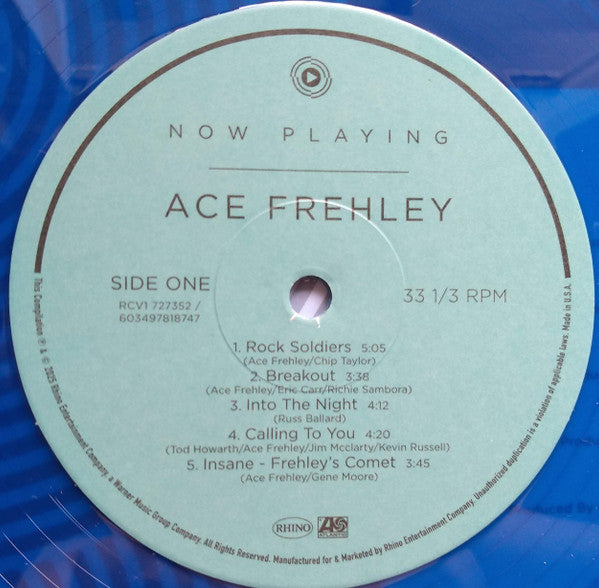 NOW PLAYING
ACE FREHLEY
SIDE ONE
RCV1 727352 /
603497818747
33 1/3 RPM
1. Rock Soldiers 5:05
(Ace Frehley/Chip Taylor)
2. Breakout 3:38
(Ace Frehley/Eric Carr/Richie Sambora)
3. Into The Night 4:12
(Russ Ballard)
4. Calling To You 4:20
(Tod Howarth/Ace Frehley/Jim Mcclarty/Kevin Russell)
5. Insane - Frehley's Comet 3:45
(Ace Frehley/Gene Moore)
RHINO
ATLANTIC
This Compilation ℗ & © 2025 Rhino Entertainment Company, a Warner Music Group Company. All Rights Reserved. Manufactured for & Marketed by Rhino Entertainment Company. Unauthorized duplication is a violation of applicable laws. Made in U.S.A.